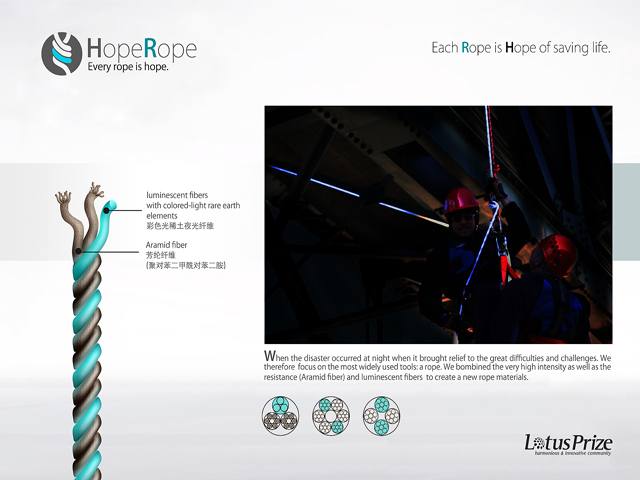 HopeRope
Every rope is hope.
Each Rope is Hope of saving life.
luminescent fibers
with colored-light rare earth
elements
彩色光稀土夜光纤维
Aramid fiber
芳纶纤维
(聚对苯二甲酰对苯二胺)
When the disaster occurred at night when it brought relief to the great difficulties and challenges. We
therefore focus on the most widely used tools: a rope. We bombined the very high intensity as well as the
resistance (Aramid fiber) and luminescent fibers to create a new rope materials.
LotusPrize
harmonious & innovative community